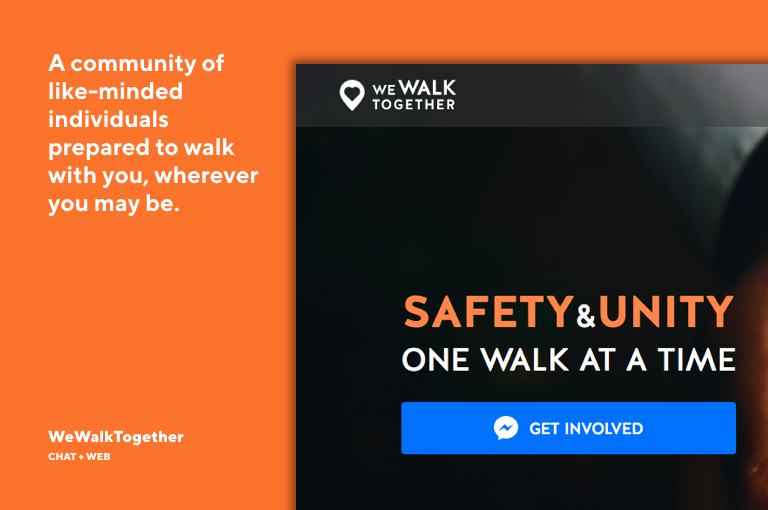 A community of
like-minded
individuals
prepared to walk
with you, wherever
you may be.
WeWalkTogether
CHAT + WEB
WE WALK
TOGETHER
SAFETY&UNITY
ONE WALK AT A TIME
GET INVOLVED